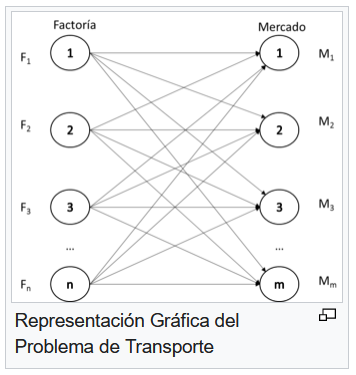 Factoría Mercado
F1 1 1 M1
F2 2 2 M2
F3 3 3 M3
... ...
Fn n m Mm
Representación Gráfica del
Problema de Transporte